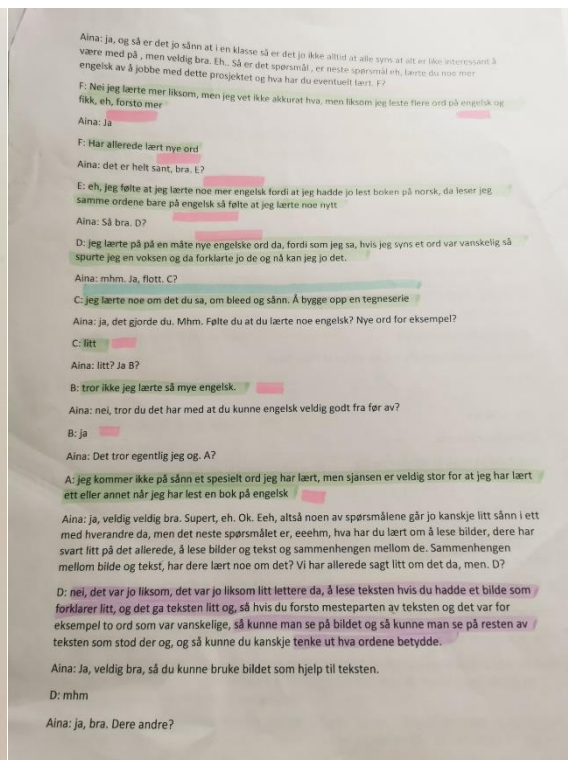 Aina: ja, og så er det jo sånn at i en klasse så er det jo ikke alltid at alle syns at alt er like interessant å
være med på , men veldig bra. Eh.. Så er det spørsmål , er neste spørsmål eh, lærte du noe mer
engelsk av å jobbe med dette prosjektet og hva har du eventuelt lært. F?
F: Nei jeg lærte mer liksom, men jeg vet ikke akkurat hva, men liksom jeg leste flere ord på engelsk og
fikk, eh, forsto mer
Aina: Ja
F: Har allerede lært nye ord
Aina: det er helt sant, bra. E?
E: eh, jeg følte at jeg lærte noe mer engelsk fordi at jeg hadde jo lest boken på norsk, da leser jeg
samme ordene bare på engelsk så følte at jeg lærte noe nytt
Aina: Så bra. D?
D: jeg lærte på på en måte nye engelske ord da, fordi som jeg sa, hvis jeg syns et ord var vanskelig så
spurte jeg en voksen og da forklarte jo de og nå kan jeg jo det.
Aina: mhm. Ja, flott. C?
C: jeg lærte noe om det du sa, om bleed og sånn. Å bygge opp en tegneserie
Aina: ja, det gjorde du. Mhm. Følte du at du lærte noe engelsk? Nye ord for eksempel?
C: litt
Aina: litt? Ja B?
B: tror ikke jeg lærte så mye engelsk.
Aina: nei, tror du det har med at du kunne engelsk veldig godt fra før av?
B: ja
Aina: Det tror egentlig jeg og. A?
A: jeg kommer ikke på sånn et spesielt ord jeg har lært, men sjansen er veldig stor for at jeg har lært
ett eller annet når jeg har lest en bok på engelsk
Aina: ja, veldig veldig bra. Supert, eh. Ok. Eeh, altså noen av spørsmålene går jo kanskje litt sånn i ett
med hverandre da, men det neste spørsmålet er, eeehm, hva har du lært om å lese bilder, dere har
svart litt på det allerede, å lese bilder og tekst og sammenhengen mellom de. Sammenhengen
mellom bilde og tekst, har dere lært noe om det? Vi har allerede sagt litt om det da, men. D?
D: nei, det var jo liksom, det var jo liksom litt lettere da, å lese teksten hvis du hadde et bilde som
forklarer litt, og det ga teksten litt og, så hvis du forsto mesteparten av teksten og det var for
eksempel to ord som var vanskelige, så kunne man se på bildet og så kunne man se på resten av
teksten som stod der og, og så kunne du kanskje tenke ut hva ordene betydde.
Aina: Ja, veldig bra, så du kunne bruke bildet som hjelp til teksten.
D: mhm
Aina: ja, bra. Dere andre?